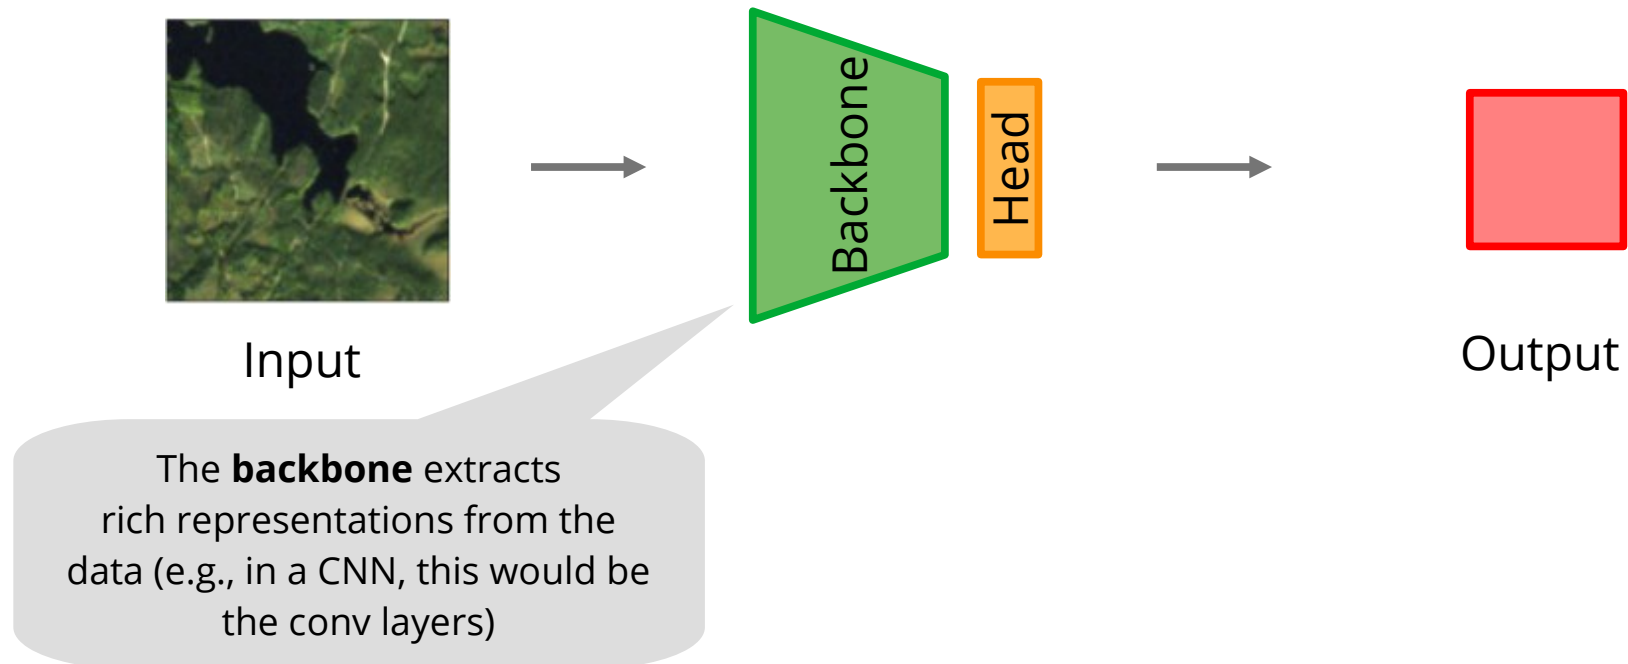 Backbone
Head
Input
Output
The backbone extracts
rich representations from the
data (e.g., in a CNN, this would be
the conv layers)